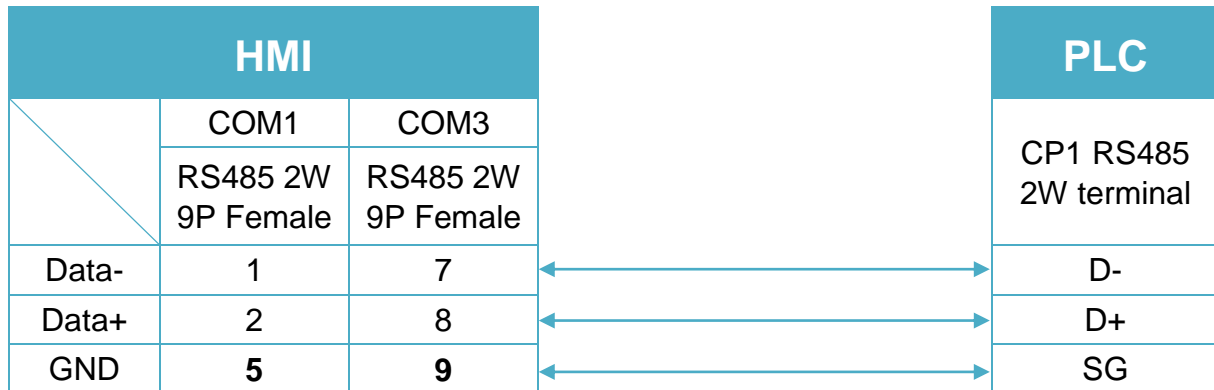 HMI
PLC
COM1 COM3
CP1 RS485
2W terminal
RS485 2W RS485 2W
9P Female 9P Female
Data- 1 7 D-
Data+ 2 8 D+
GND 5 9 SG